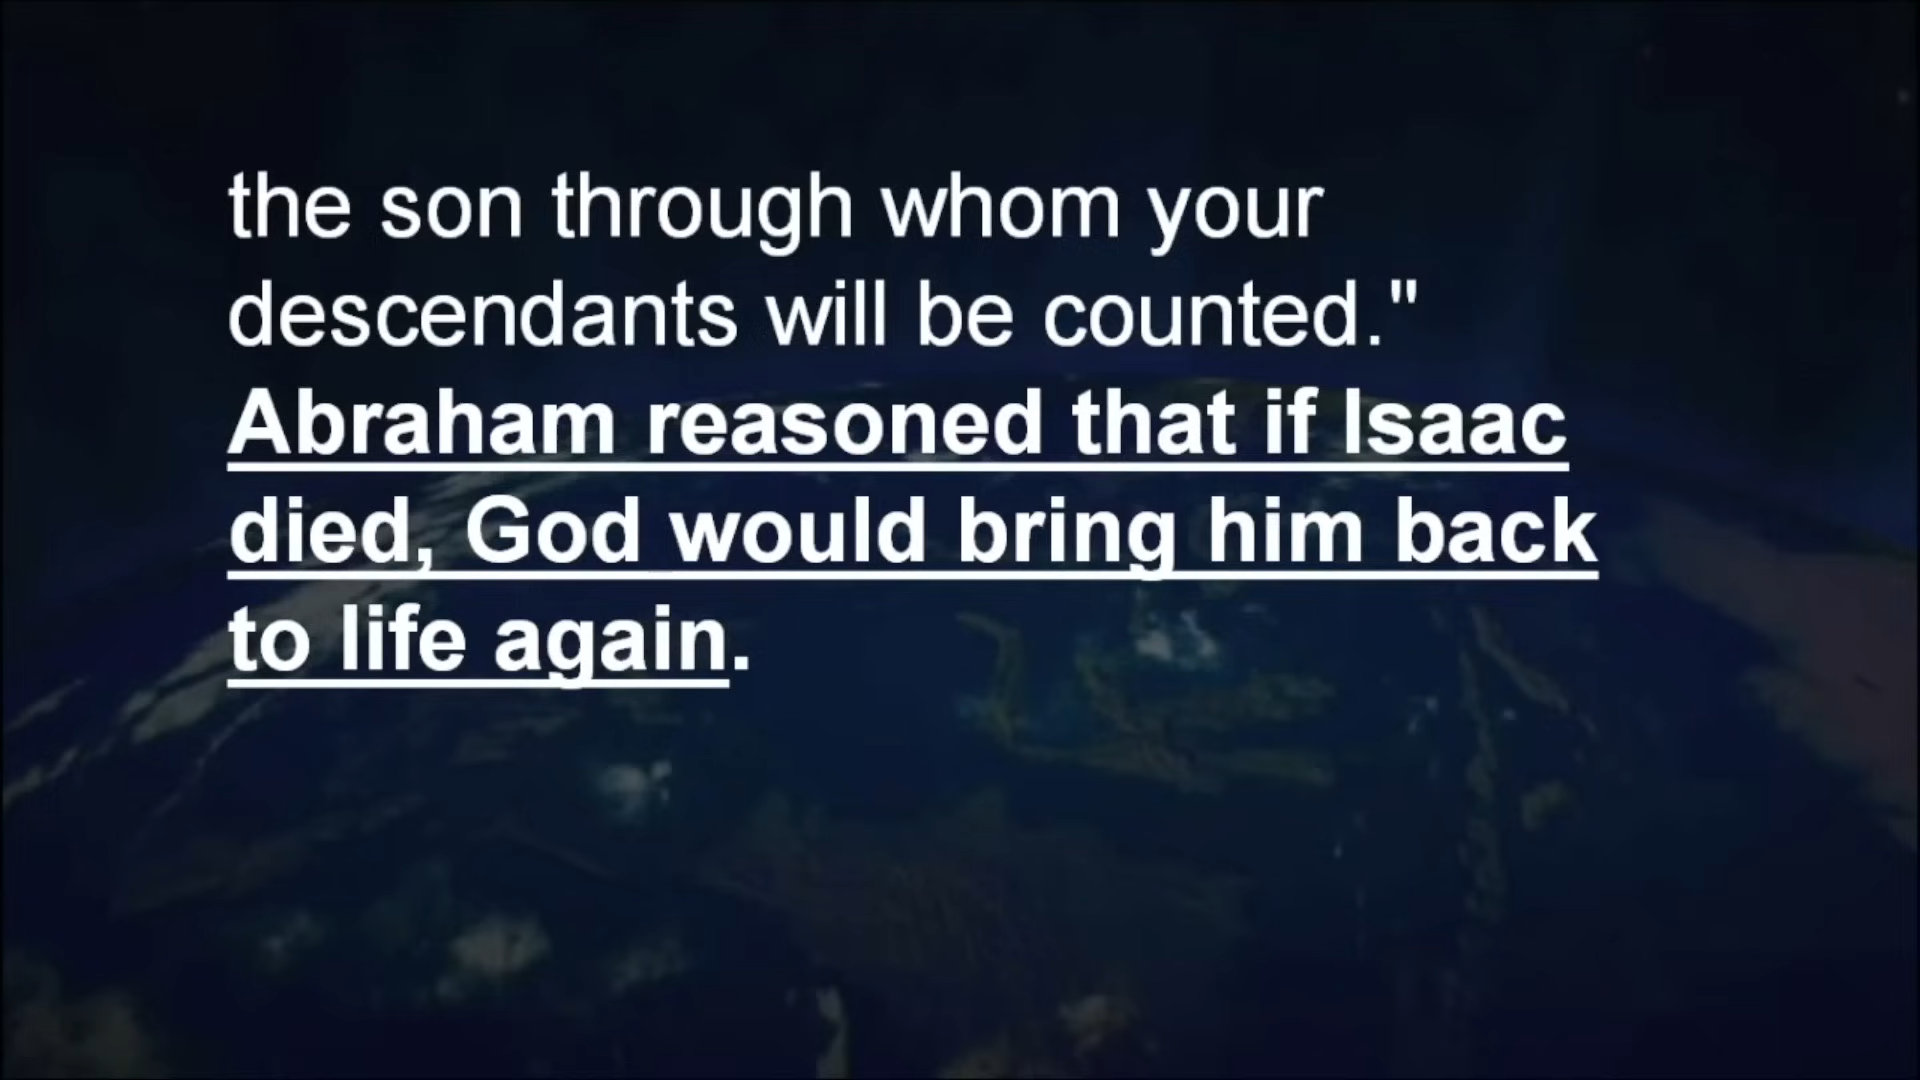 the son through whom your
descendants will be counted."
Abraham reasoned that if Isaac
died, God would bring him back
to life again.